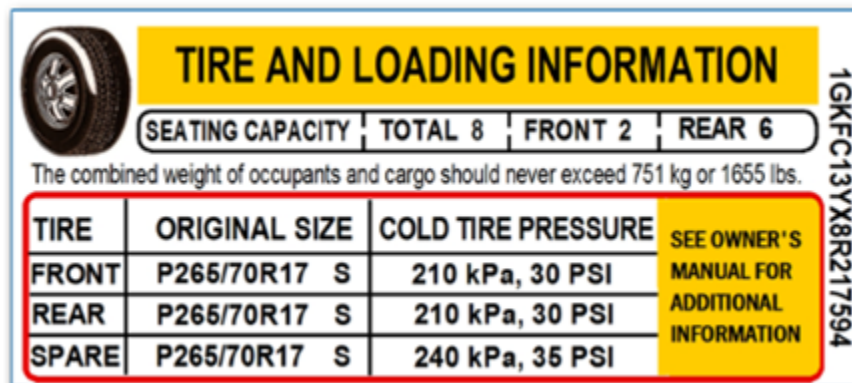 TIRE AND LOADING INFORMATION
SEATING CAPACITY TOTAL 8 FRONT 2 REAR 6
The combined weight of occupants and cargo should never exceed 751 kg or 1655 lbs.
TIRE ORIGINAL SIZE COLD TIRE PRESSURE
FRONT P265/70R17 S 210 kPa, 30 PSI
REAR P265/70R17 S 210 kPa, 30 PSI
SPARE P265/70R17 S 240 kPa, 35 PSI
SEE OWNER'S
MANUAL FOR
ADDITIONAL
INFORMATION
1GKFC13YX8R217594